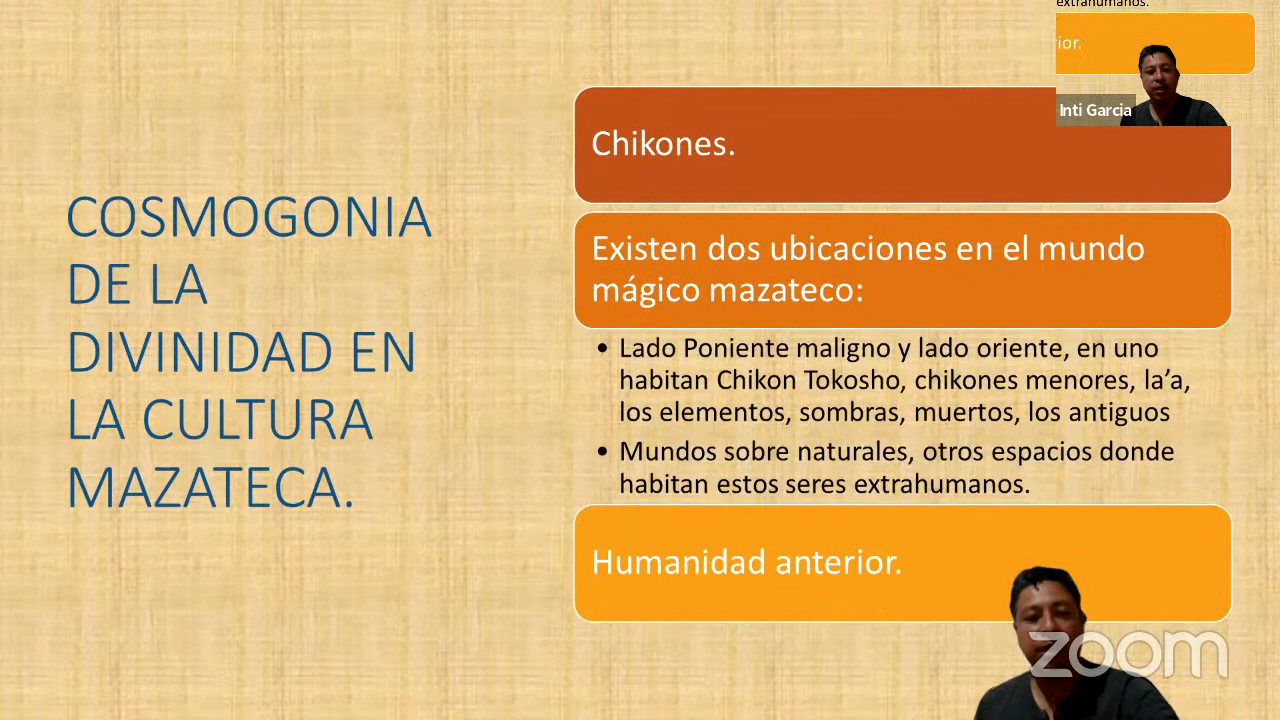 extrahumanos.
ior.
Inti Garcia
COSMOGONIA
DE LA
DIVINIDAD EN
LA CULTURA
MAZATECA.
Chikones.
Existen dos ubicaciones en el mundo
mágico mazateco:
• Lado Poniente maligno y lado oriente, en uno
habitan Chikon Tokosho, chikones menores, la’a,
los elementos, sombras, muertos, los antiguos
• Mundos sobre naturales, otros espacios donde
habitan estos seres extrahumanos.
Humanidad anterior.
zoom